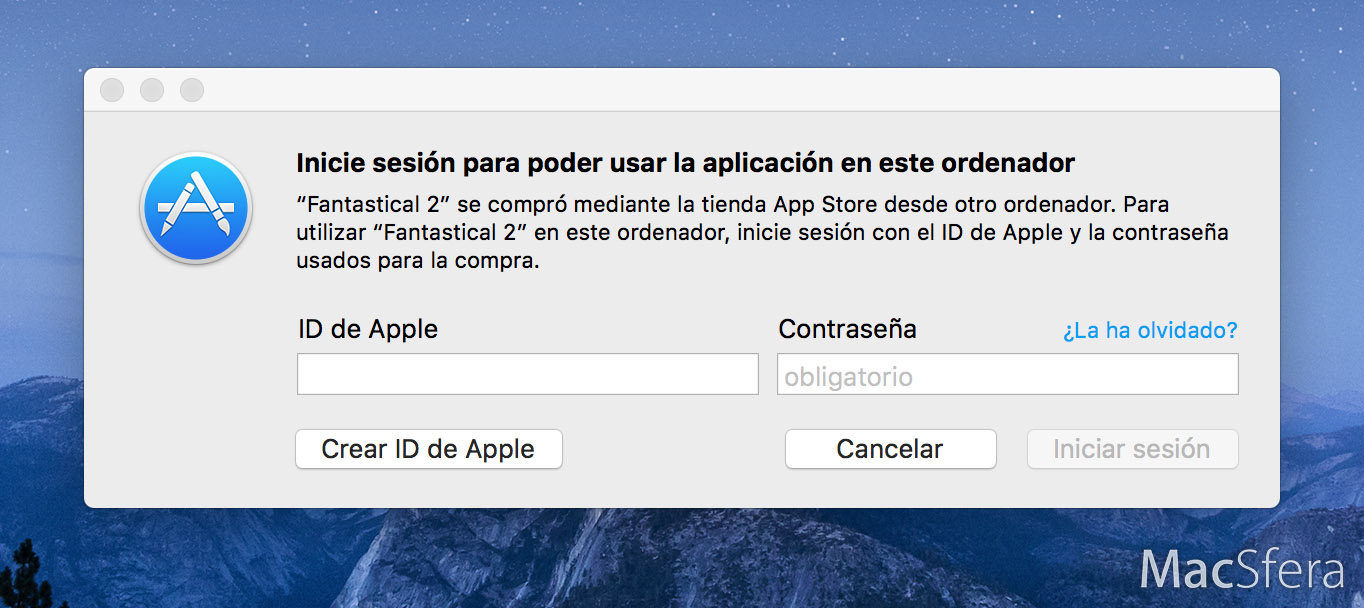 Inicie sesión para poder usar la aplicación en este ordenador
“Fantastical 2” se compró mediante la tienda App Store desde otro ordenador. Para
utilizar “Fantastical 2” en este ordenador, inicie sesión con el ID de Apple y la contraseña
usados para la compra.
ID de Apple
Contraseña
¿La ha olvidado?
obligatorio
Crear ID de Apple
Cancelar
Iniciar sesión
MacSfera